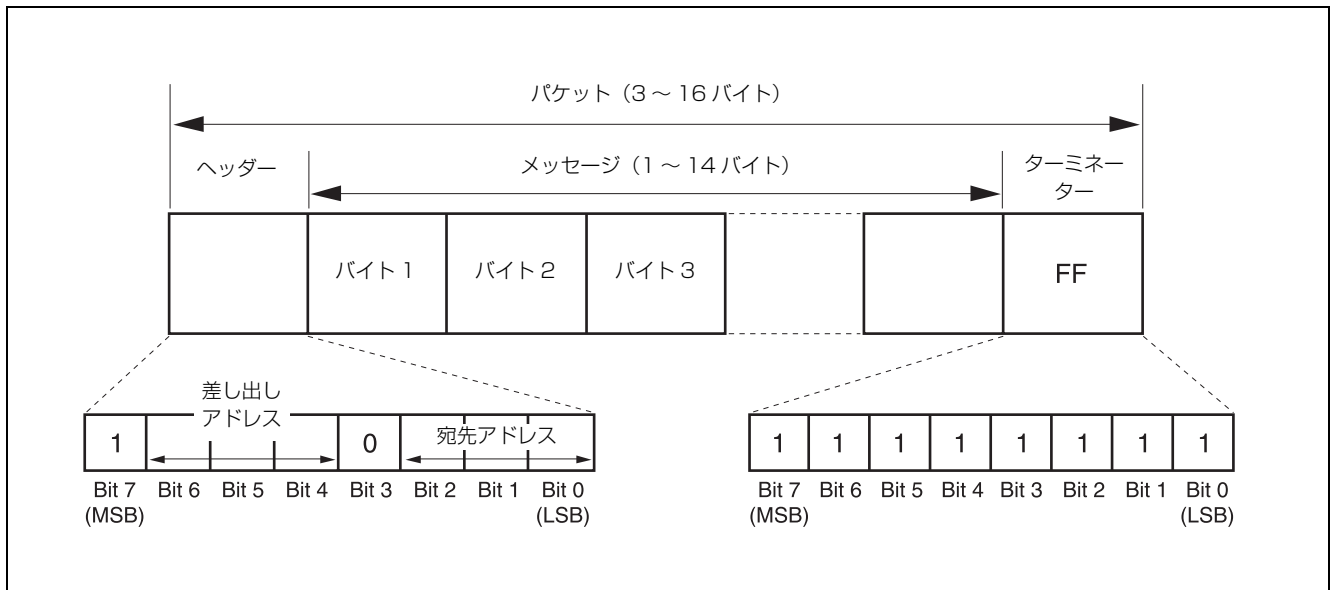 パケット（3 ～ 16 バイト）
ヘッダー
メッセージ（1 ～ 14 バイト）
ターミネー
ター
バイト 1
バイト 2
バイト 3
FF
差し出し
アドレス
1
0
宛先アドレス
Bit 7 Bit 6 Bit 5 Bit 4 Bit 3 Bit 2 Bit 1 Bit 0
(MSB) (LSB)
1 1 1 1 1 1 1 1
Bit 7 Bit 6 Bit 5 Bit 4 Bit 3 Bit 2 Bit 1 Bit 0
(MSB) (LSB)